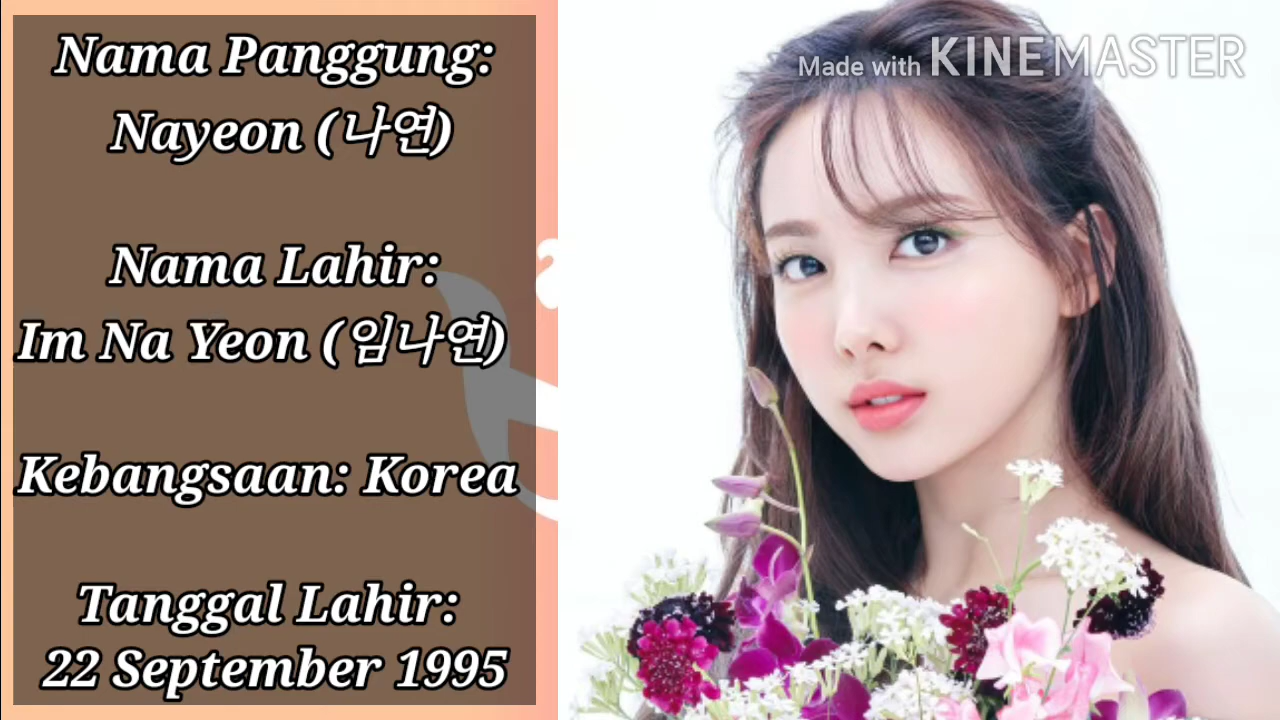 Nama Panggung:
Nayeon (나연)
Nama Lahir:
Im Na Yeon (임나연)
Kebangsaan: Korea
Tanggal Lahir:
22 September 1995
Made with KINEMASTER